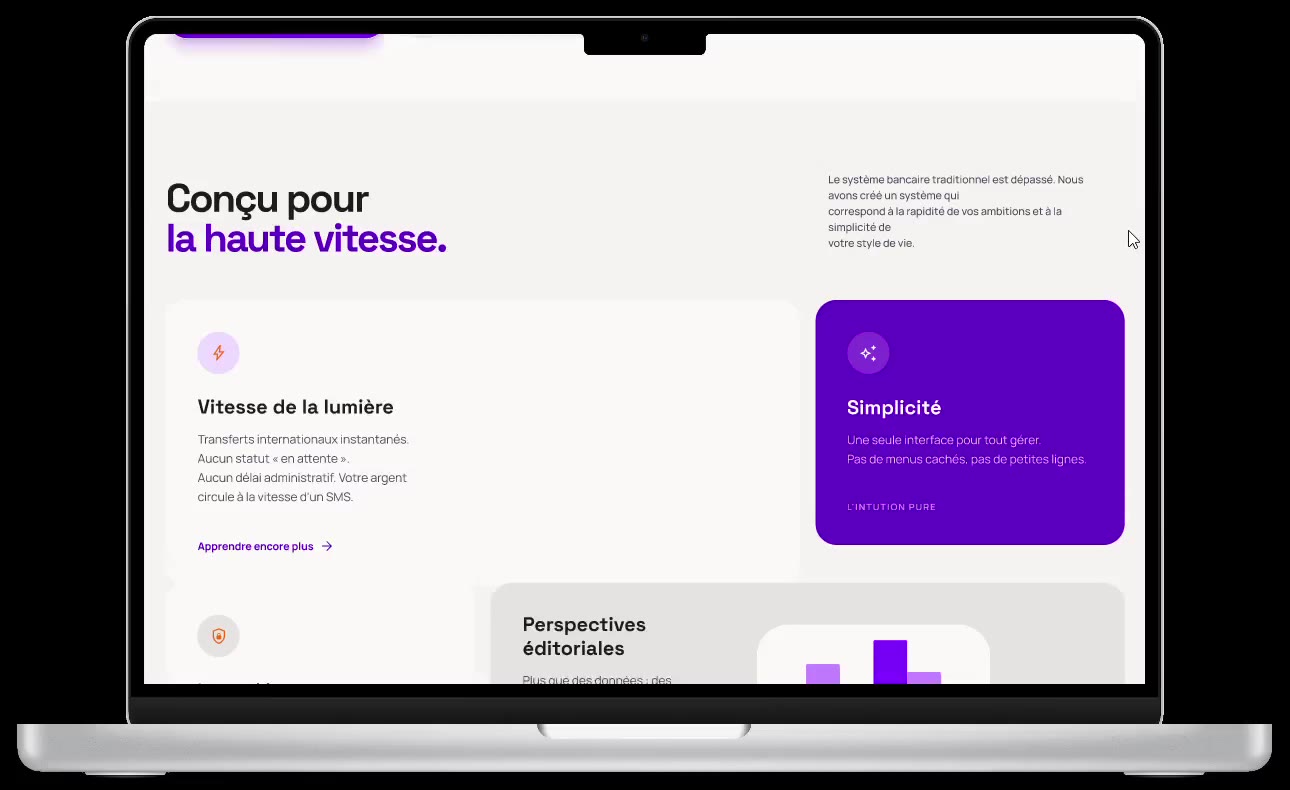 Conçu pour
la haute vitesse.
Le système bancaire traditionnel est dépassé. Nous
avons créé un système qui
correspond à la rapidité de vos ambitions et à la
simplicité de
votre style de vie.
Vitesse de la lumière
Transferts internationaux instantanés.
Aucun statut « en attente ».
Aucun délai administratif. Votre argent
circule à la vitesse d'un SMS.
Apprendre encore plus
Simplicité
Une seule interface pour tout gérer.
Pas de menus cachés, pas de petites lignes.
L'INTUTION PURE
Perspectives
éditoriales
Plus que des données : des